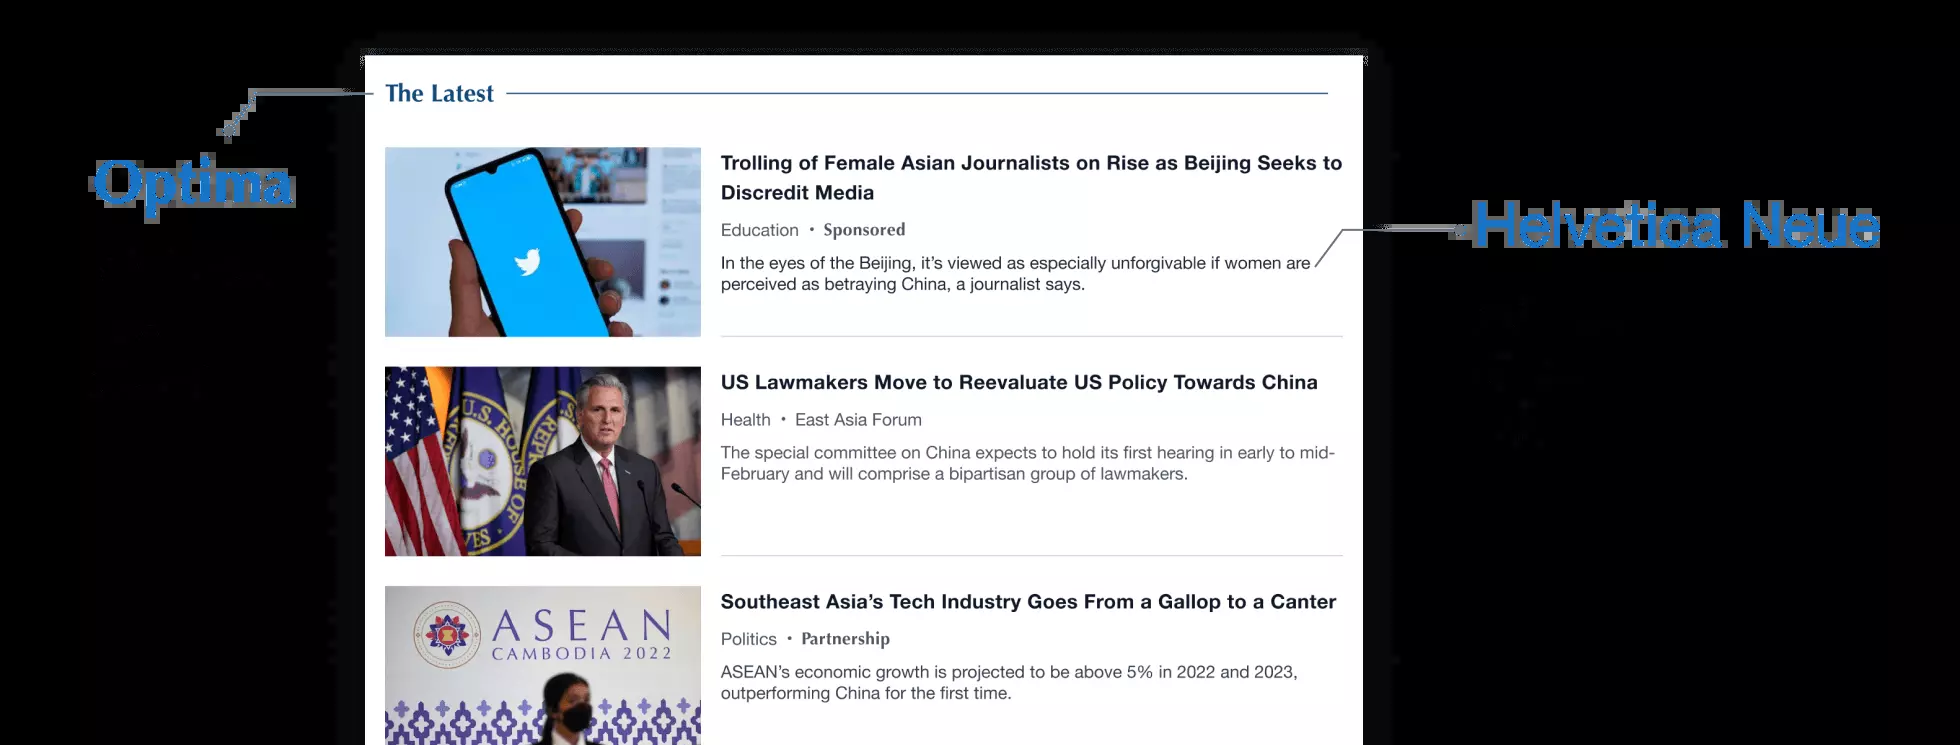 The Latest
Optima
Trolling of Female Asian Journalists on Rise as Beijing Seeks to
Discredit Media
Education • Sponsored
In the eyes of the Beijing, it’s viewed as especially unforgivable if women are
perceived as betraying China, a journalist says.
Helvetica Neue
US Lawmakers Move to Reevaluate US Policy Towards China
Health • East Asia Forum
The special committee on China expects to hold its first hearing in early to mid-
February and will comprise a bipartisan group of lawmakers.
U.S. HOUSE OF
REPR
Southeast Asia’s Tech Industry Goes From a Gallop to a Canter
Politics • Partnership
ASEAN’s economic growth is projected to be above 5% in 2022 and 2023,
outperforming China for the first time.
ASEAN
CAMBODIA 2022